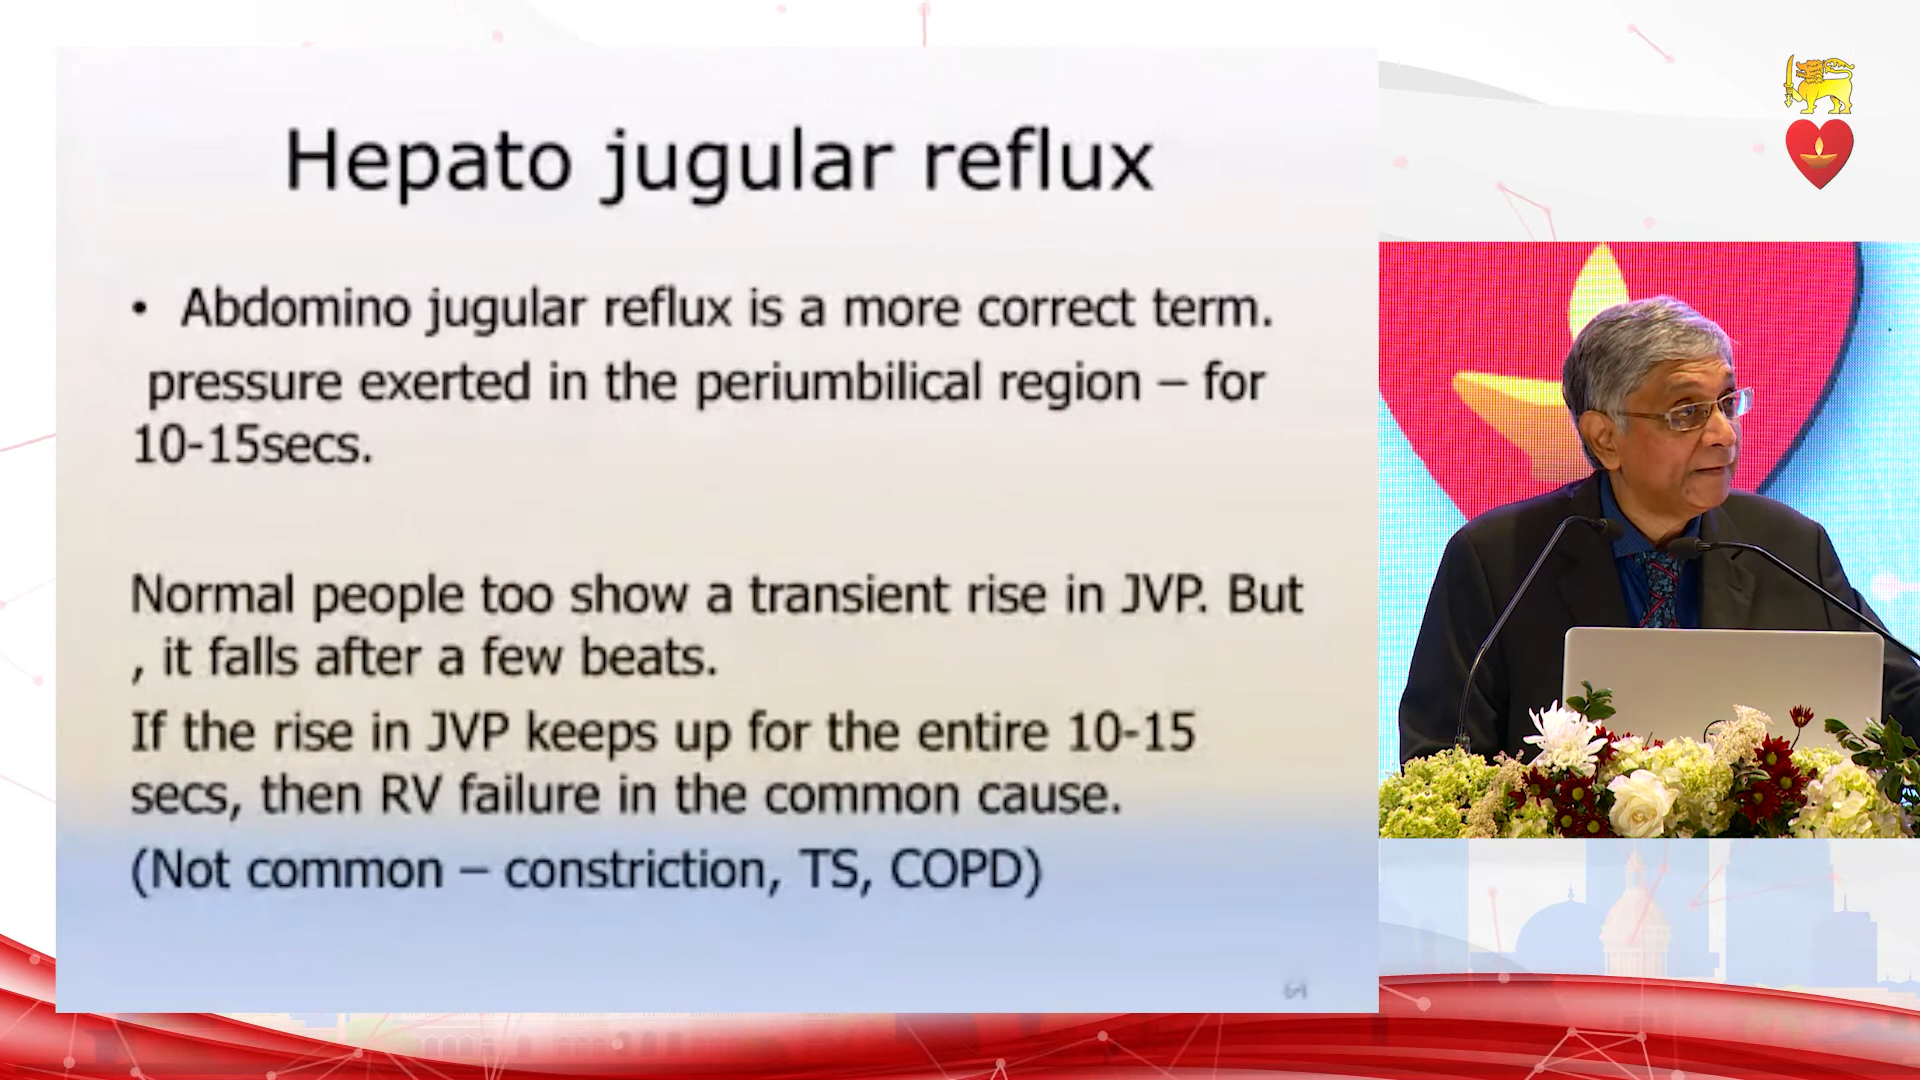 Hepato jugular reflux
• Abdomino jugular reflux is a more correct term.
pressure exerted in the periumbilical region – for
10-15secs.
Normal people too show a transient rise in JVP. But
, it falls after a few beats.
If the rise in JVP keeps up for the entire 10-15
secs, then RV failure in the common cause.
(Not common – constriction, TS, COPD)
64